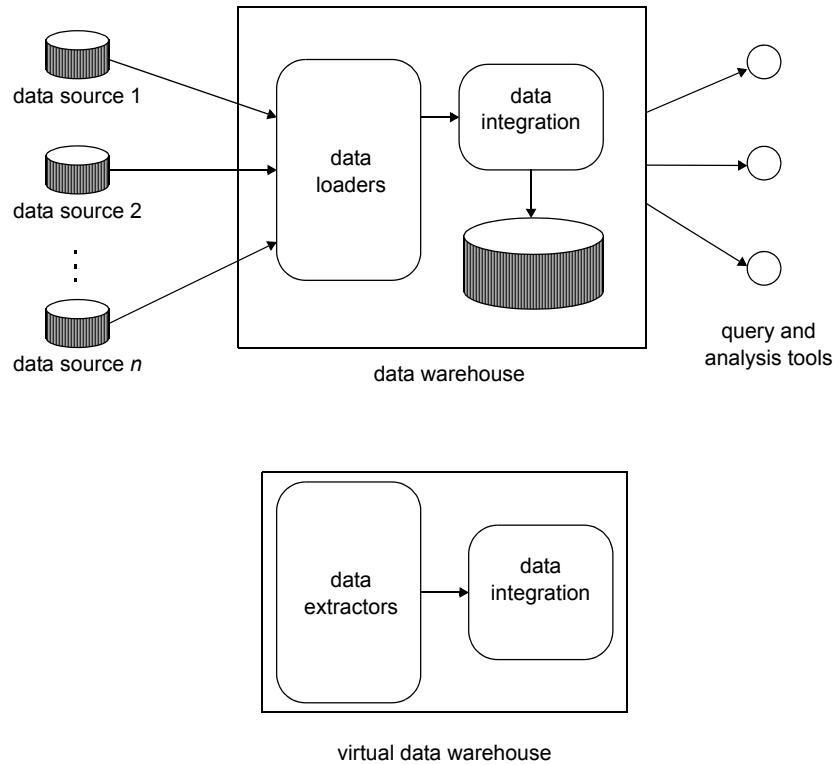 data source 1
data source 2
data source n
data
loaders
data
integration
data warehouse
query and
analysis tools
data
extractors
data
integration
virtual data warehouse